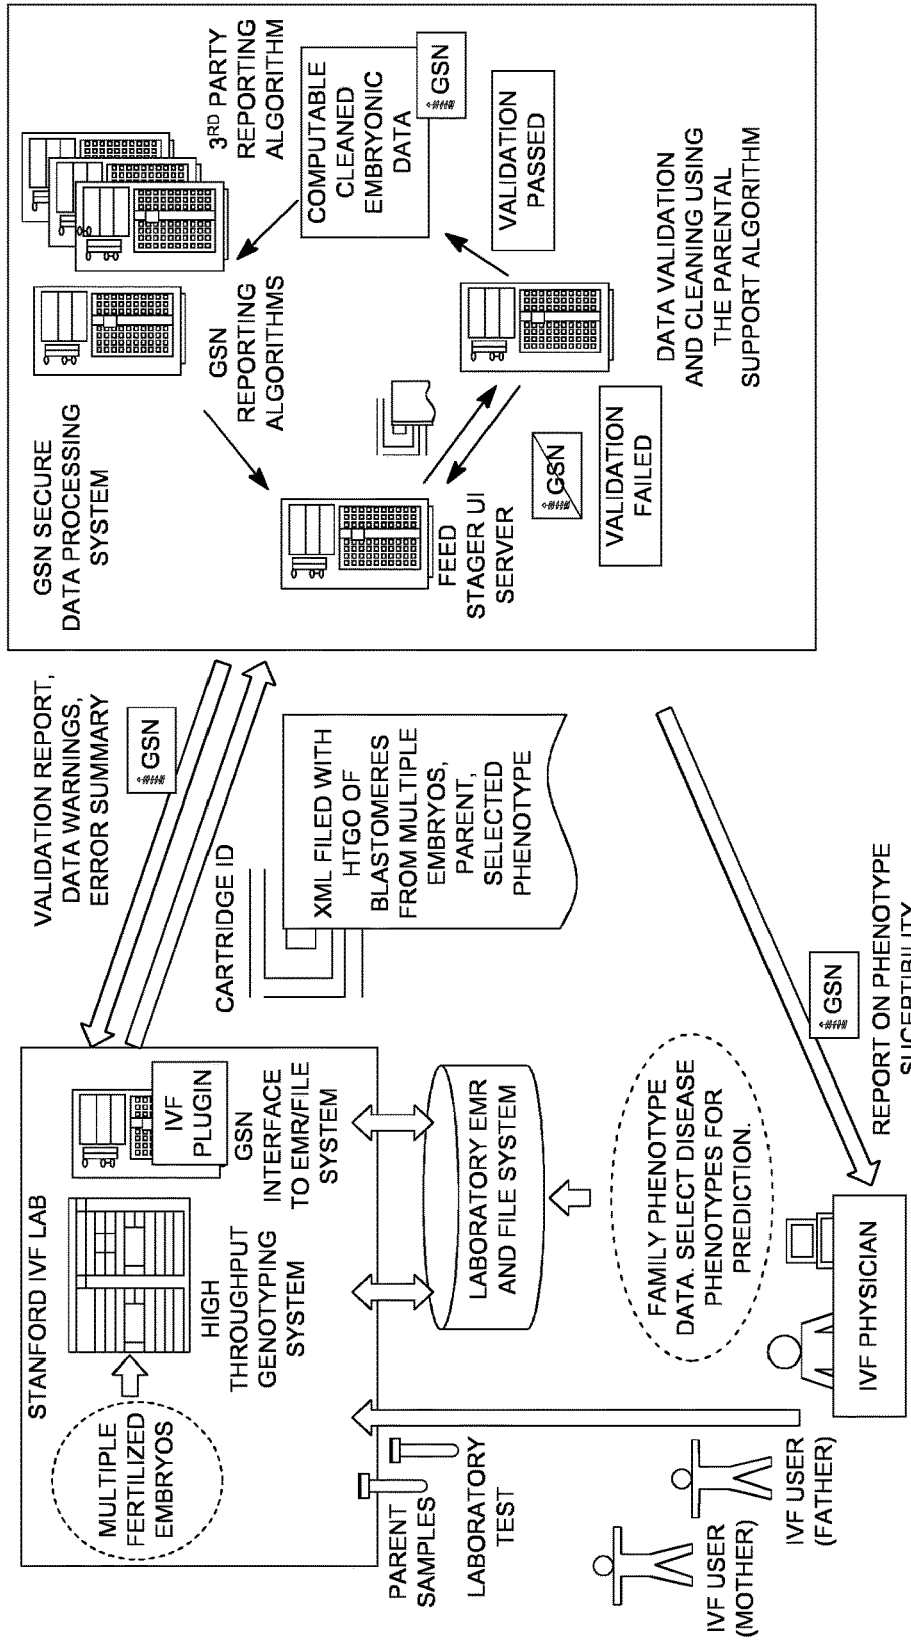 STANFORD IVF LAB
MULTIPLE
FERTILIZED
EMBRYOS
HIGH
THROUGHPUT
GENOTYPING
SYSTEM
IVF
PLUGIN
GSN
INTERFACE
TO EMR/FILE
SYSTEM
PARENT
SAMPLES
LABORATORY
TEST
LABORATORY EMR
AND FILE SYSTEM
FAMILY PHENOTYPE
DATA. SELECT DISEASE
PHENOTYPES FOR
PREDICTION.
IVF USER
(MOTHER)
IVF USER
(FATHER)
IVF PHYSICIAN
VALIDATION REPORT,
DATA WARNINGS,
ERROR SUMMARY
GSN
CARTRIDGE ID
XML FILED WITH
HTGO OF
BLASTOMERES
FROM MULTIPLE
EMBRYOS,
PARENT,
SELECTED
PHENOTYPE
GSN
REPORT ON PHENOTYPE
SUCEPTIBILITY
GSN SECURE
DATA PROCESSING
SYSTEM
GSN
REPORTING
ALGORITHMS
3RD PARTY
REPORTING
ALGORITHM
FEED
STAGER UI
SERVER
COMPUTABLE
CLEANED
EMBRYONIC
DATA
GSN
VALIDATION
PASSED
GSN
VALIDATION
FAILED
DATA VALIDATION
AND CLEANING USING
THE PARENTAL
SUPPORT ALGORITHM